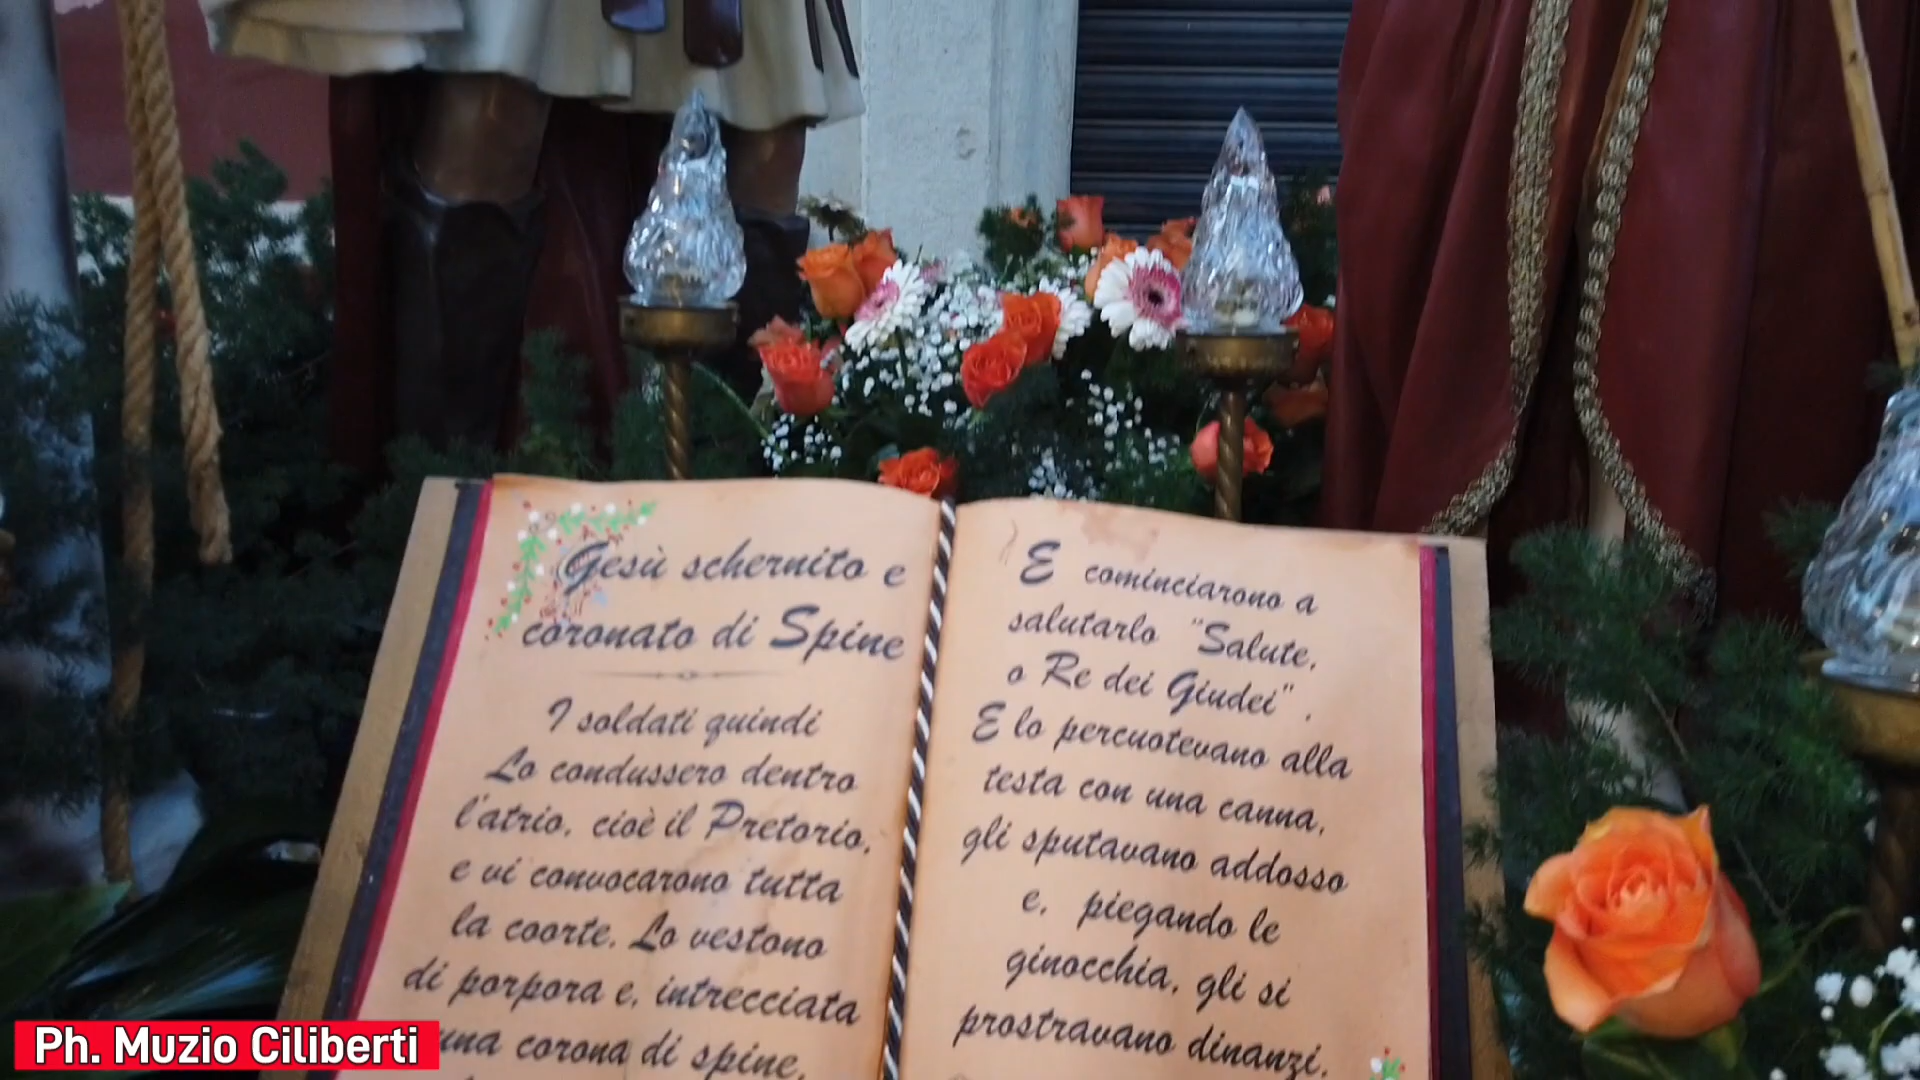 Gesù schernito e
coronato di Spine
I soldati quindi
Lo condussero dentro
l'atrio, cioè il Pretorio,
e vi convocarono tutta
la coorte. Lo vestono
di porpora e, intrecciata
una corona di spine,
E cominciarono a
salutarlo "Salute,
o Re dei Giudei".
E lo percuotevano alla
testa con una canna,
gli sputavano addosso
e, piegando le
ginocchia, gli si
prostravano dinanzi.
Ph. Muzio Ciliberti